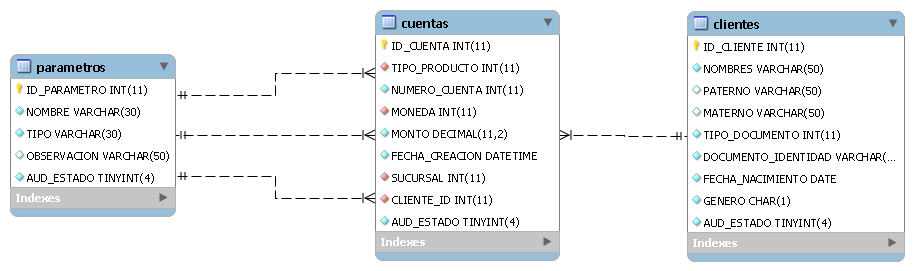 parametros
ID_PARAMETRO INT(11)
NOMBRE VARCHAR(30)
TIPO VARCHAR(30)
OBSERVACION VARCHAR(50)
AUD_ESTADO TINYINT(4)
Indexes
cuentas
ID_CUENTA INT(11)
TIPO_PRODUCTO INT(11)
NUMERO_CUENTA INT(11)
MONEDA INT(11)
MONTO DECIMAL(11,2)
FECHA_CREACION DATETIME
SUCURSAL INT(11)
CLIENTE_ID INT(11)
AUD_ESTADO TINYINT(4)
Indexes
clientes
ID_CLIENTE INT(11)
NOMBRES VARCHAR(50)
PATERNO VARCHAR(50)
MATERNO VARCHAR(50)
TIPO_DOCUMENTO INT(11)
DOCUMENTO_IDENTIDAD VARCHAR(...
FECHA_NACIMIENTO DATE
GENERO CHAR(1)
AUD_ESTADO TINYINT(4)
Indexes